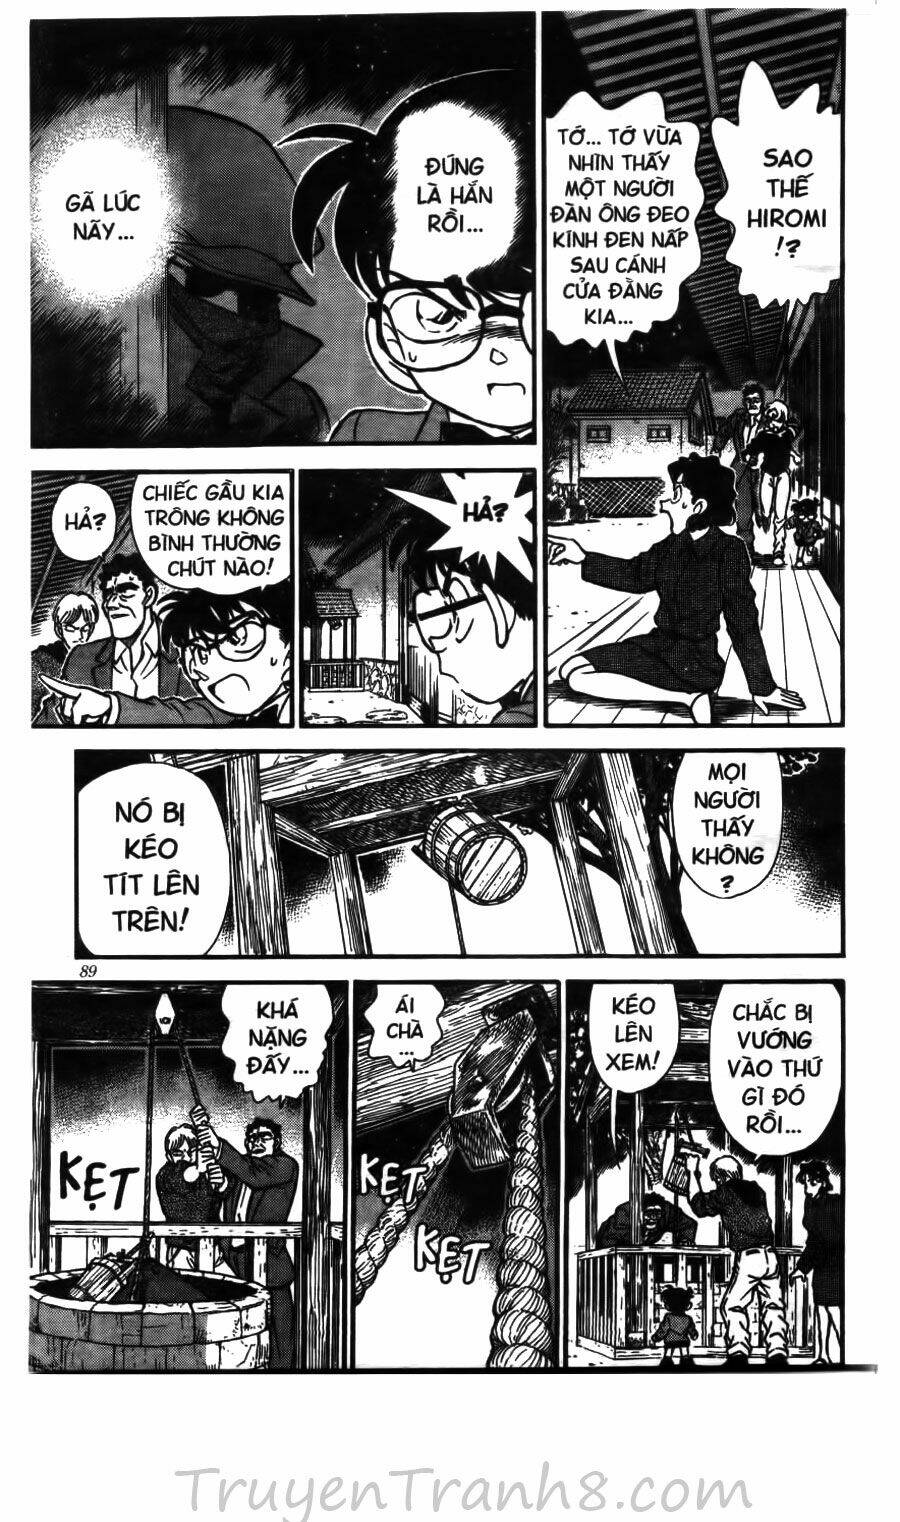 SAO
THẾ
HIROMI
!?
TỚ... TỚ VỪA
NHÌN THẤY
MỘT NGƯỜI
ĐÀN ÔNG ĐEO
KÍNH ĐEN NẤP
SAU CÁNH
CỬA ĐẰNG
KIA...
ĐÚNG
LÀ HẮN
RỒI...
GÃ LÚC
NÃY...
HẢ?
CHIẾC GẦU KIA
TRÔNG KHÔNG
BÌNH THƯỜNG
CHÚT NÀO!
HẢ?
MỌI
NGƯỜI
THẤY
KHÔNG
?
NÓ BỊ
KÉO
TÍT LÊN
TRÊN!
89
CHẮC BỊ
VƯỚNG
VÀO THỨ
GÌ ĐÓ
RỒI...
KÉO
LÊN
XEM!
ÁI
CHÀ
...
KẸT
KẸT
KHÁ
NẶNG
ĐẤY...
KẸT
TruyenTranh8.com